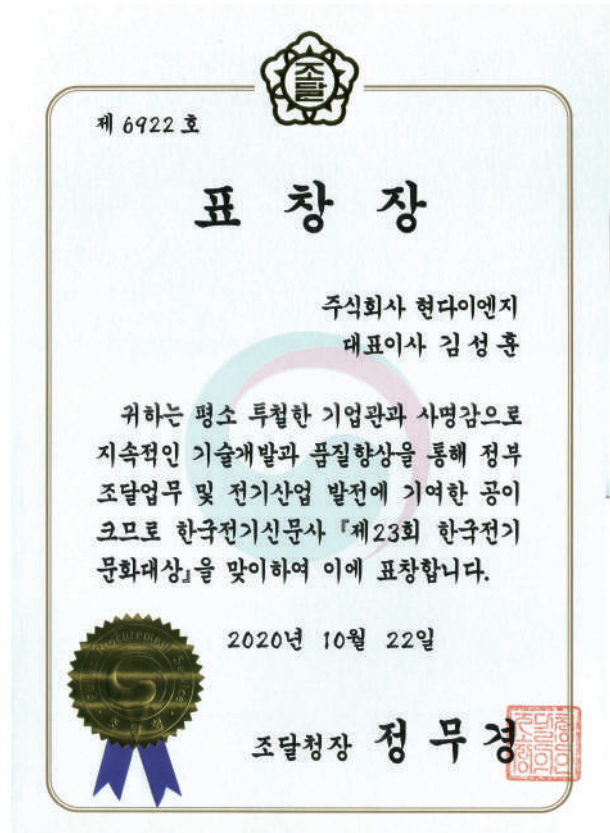 조달
제 6922 호
표 창 장
주식회사 현다이엔지
대표이사 김성훈
귀하는 평소 투철한 기업관과 사명감으로
지속적인 기술개발과 품질향상을 통해 정부
조달업무 및 전기산업 발전에 기여한 공이
크므로 한국전기신문사 『제23회 한국전기
문화대상』을 맞이하여 이에 표창합니다.
2020년 10월 22일
조달청장 정무경